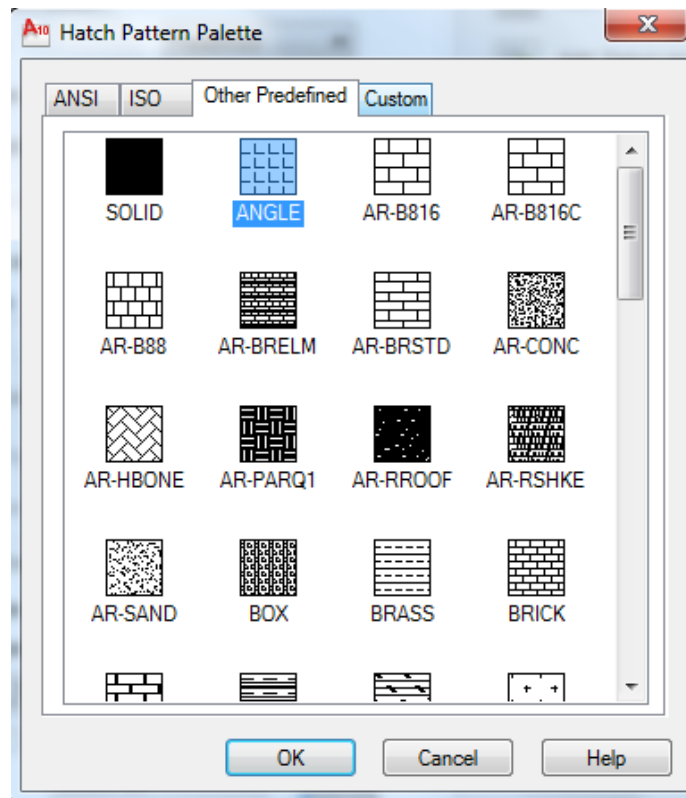 A10 Hatch Pattern Palette
ANSI ISO Other Predefined Custom
SOLID ANGLE AR-B816 AR-B816C
AR-B88 AR-BRELM AR-BRSTD AR-CONC
AR-HBONE AR-PARQ1 AR-RROOF AR-RSHKE
AR-SAND BOX BRASS BRICK
OK Cancel Help